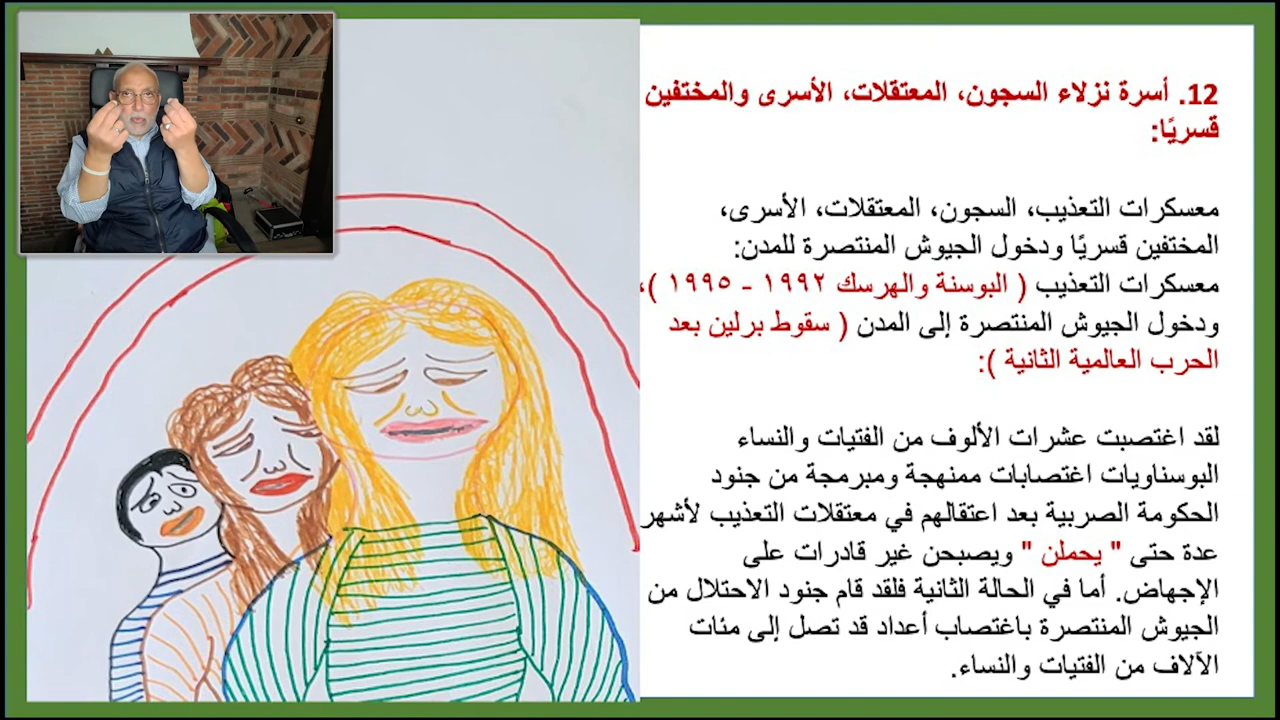 12. أسرة نزلاء السجون، المعتقلات، الأسرى والمختفين
قسريًا:
معسكرات التعذيب، السجون، المعتقلات، الأسرى،
المختفين قسريًا ودخول الجيوش المنتصرة للمدن:
معسكرات التعذيب ( البوسنة والهرسك ١٩٩٢ - ١٩٩٥ )،
ودخول الجيوش المنتصرة إلى المدن ( سقوط برلين بعد
الحرب العالمية الثانية ):
لقد اغتصبت عشرات الألوف من الفتيات والنساء
البوسناويات اغتصابات ممنهجة ومبرمجة من جنود
الحكومة الصربية بعد اعتقالهم في معتقلات التعذيب لأشهر
عدة حتى " يحملن " ويصبحن غير قادرات على
الإجهاض. أما في الحالة الثانية فلقد قام جنود الاحتلال من
الجيوش المنتصرة باغتصاب أعداد قد تصل إلى مئات
الآلاف من الفتيات والنساء.